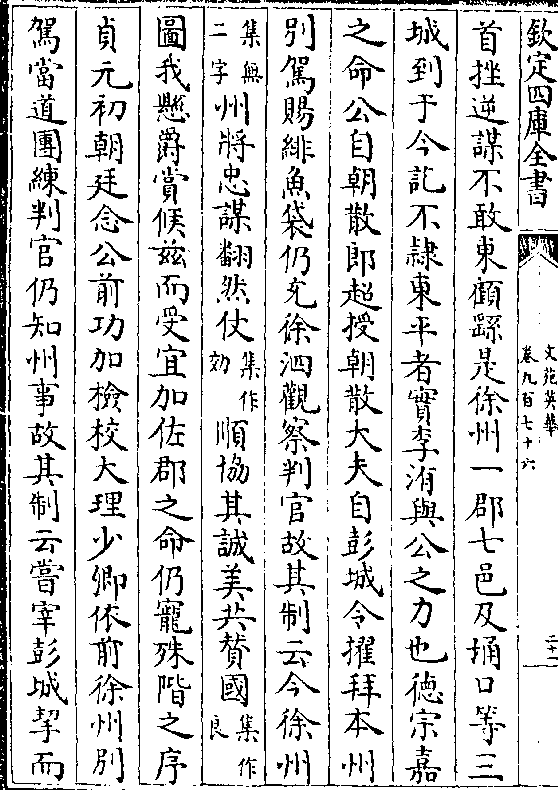 欽定四庫全書
文苑英華
卷九百七十六
二十一
首挫逆謀不敢東顧繇是徐州一郡七邑及埇口等三
城到于今訖不隷東平者實李洧與公之力也德宗嘉
之命公自朝散郎超授朝散大夫自彭城令擢拜本州
別駕賜緋魚袋仍充徐泗觀察判官故其制云今徐州
集無二字州將忠謀翻然仗集作効順協其誠美共賛國集作良
圖我懸爵賞候兹而受宜加佐郡之命仍寵殊階之序
貞元初朝廷念公前功加檢校大理少卿依前徐州別
駕當道團練判官仍知州事故其制云嘗宰彭城挈而